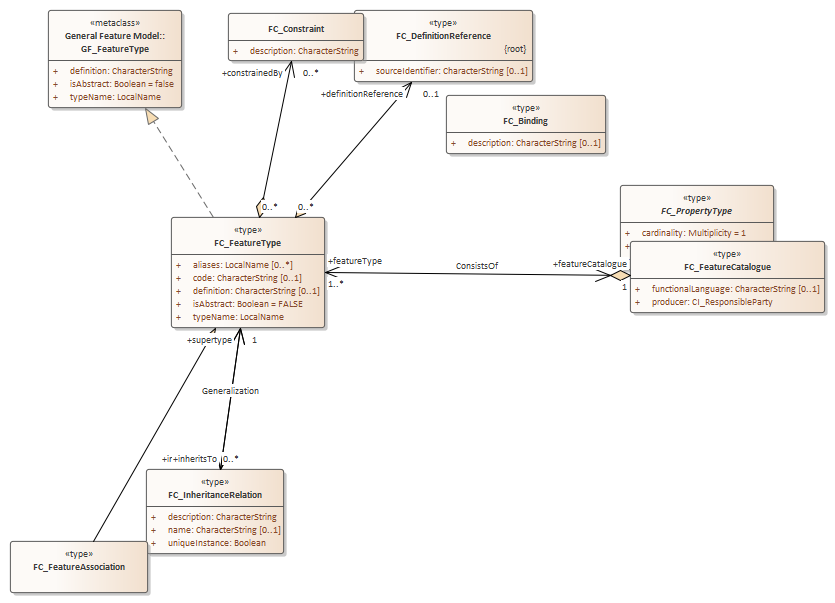 «metaclass»
General Feature Model::
GF_FeatureType
+ definition: CharacterString
+ isAbstract: Boolean = false
+ typeName: LocalName
FC_Constraint
+ description: CharacterString
«type»
FC_DefinitionReference
{root}
+ sourceIdentifier: CharacterString [0..1]
+constrainedBy
0..*
+definitionReference
0..1
«type»
FC_Binding
+ description: CharacterString [0..1]
«type»
FC_PropertyType
+ cardinality: Multiplicity = 1
+
«type»
FC_FeatureCatalogue
+ functionalLanguage: CharacterString [0..1]
+ producer: CI_ResponsibleParty
0..*
0..*
«type»
FC_FeatureType
+ aliases: LocalName [0..*]
+ code: CharacterString [0..1]
+ definition: CharacterString [0..1]
+ isAbstract: Boolean = FALSE
+ typeName: LocalName
+featureType
1..*
ConsistsOf
+featureCatalogue
1
+supertype
1
Generalization
+ir+inheritsTo
0..*
«type»
FC_InheritanceRelation
+ description: CharacterString
+ name: CharacterString [0..1]
+ uniqueInstance: Boolean
«type»
FC_FeatureAssociation